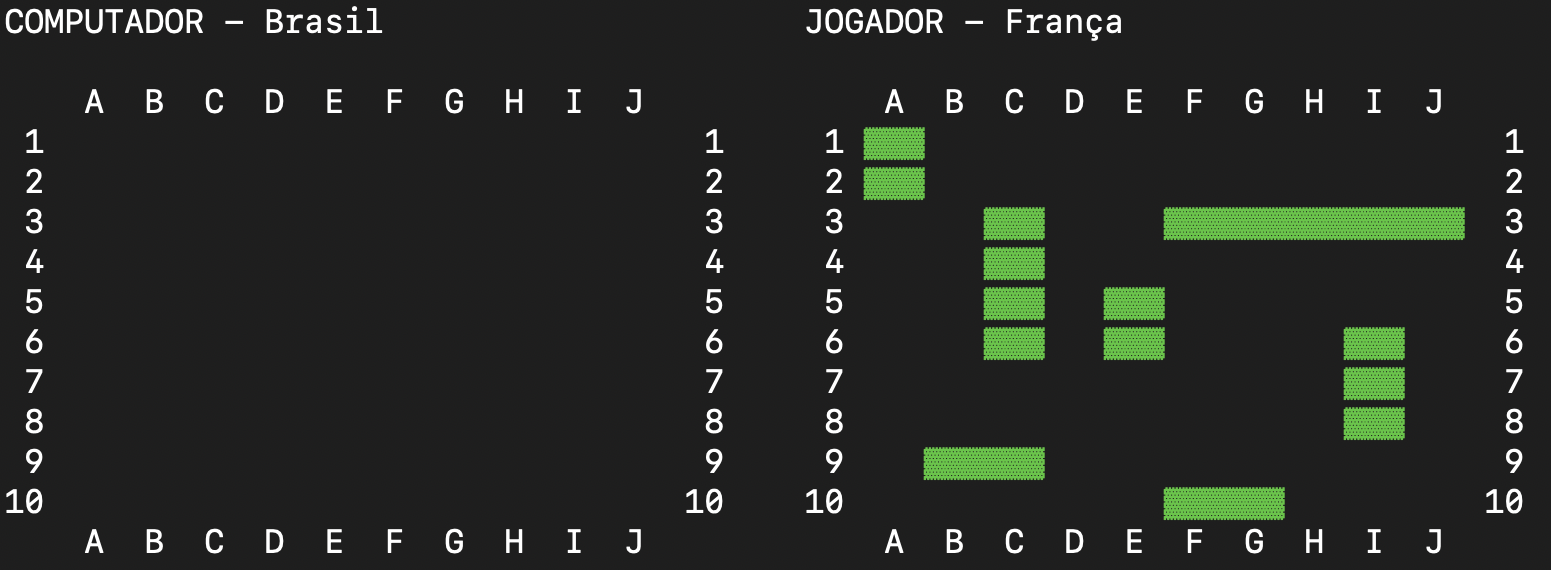 COMPUTADOR – Brasil JOGADOR – França
A B C D E F G H I J A B C D E F G H I J
1 1 1 1
2 2 2 2
3 3 3 3
4 4 4 4
5 5 5 5
6 6 6 6
7 7 7 7
8 8 8 8
9 9 9 9
10 10 10 10
A B C D E F G H I J A B C D E F G H I J